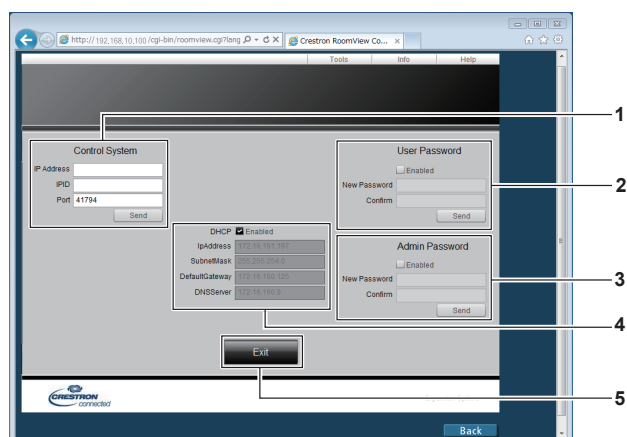 http://192.168.10.100/cgi-bin/roomview.cgi?lang
Crestron RoomView Co... ×
Tools Info Help
1
Control System
IP Address
IPID
Port 41794
Send
User Password
Enabled
New Password
Confirm
Send
2
DHCP Enabled
IpAddress 172.16.161.197
SubnetMask 255.255.254.0
DefaultGateway 172.16.160.125
DNSServer 172.16.160.9
Admin Password
Enabled
New Password
Confirm
Send
3
4
Exit
5
CRESTRON
connected
Back